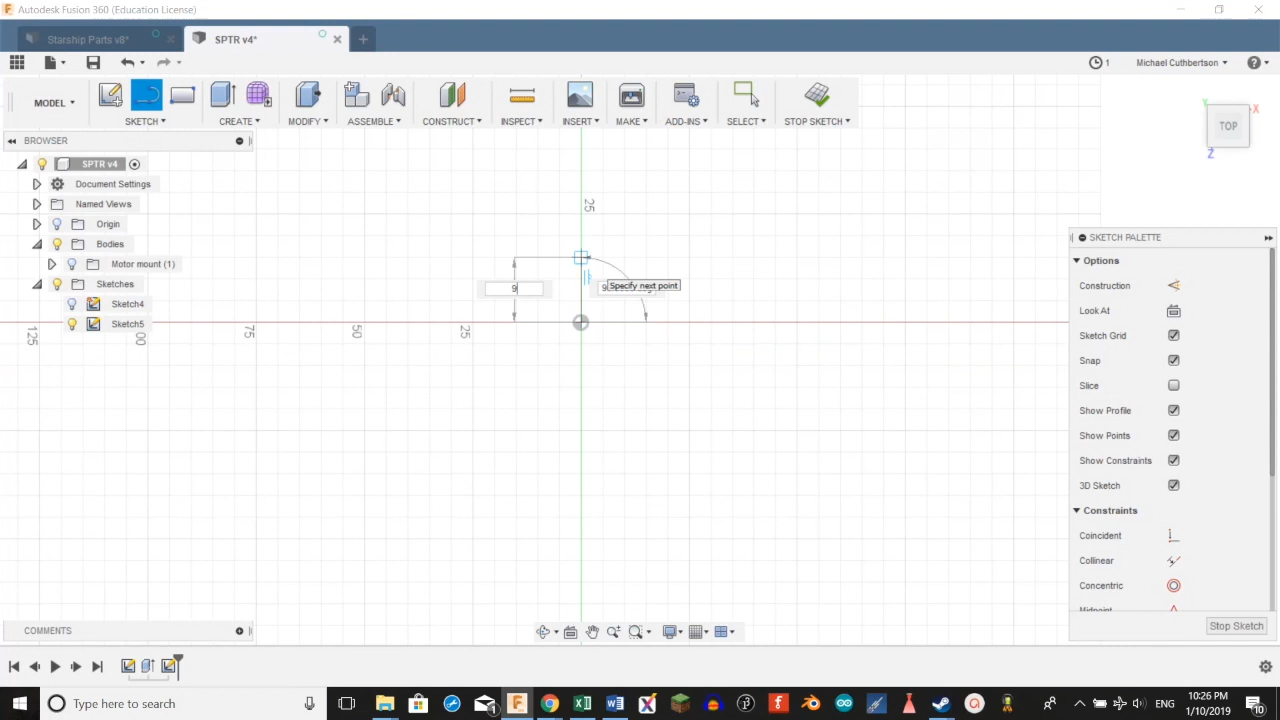 Autodesk Fusion 360 (Education License)
Starship Parts v8*
SPTR v4*
1
Michael Cuthbertson
MODEL
SKETCH
CREATE
MODIFY
ASSEMBLE
CONSTRUCT
INSPECT
INSERT
MAKE
ADD-INS
SELECT
STOP SKETCH
BROWSER
SPTR v4
Document Settings
Named Views
Origin
Bodies
Motor mount (1)
Sketches
Sketch4
Sketch5
Y
X
TOP
Z
25
9
Specify next point
125
00
75
50
25
SKETCH PALETTE
Options
Construction
Look At
Sketch Grid
Snap
Slice
Show Profile
Show Points
Show Constraints
3D Sketch
Constraints
Coincident
Collinear
Concentric
Midpoint
Stop Sketch
COMMENTS
Type here to search
ENG
10:26 PM
1/10/2019
10